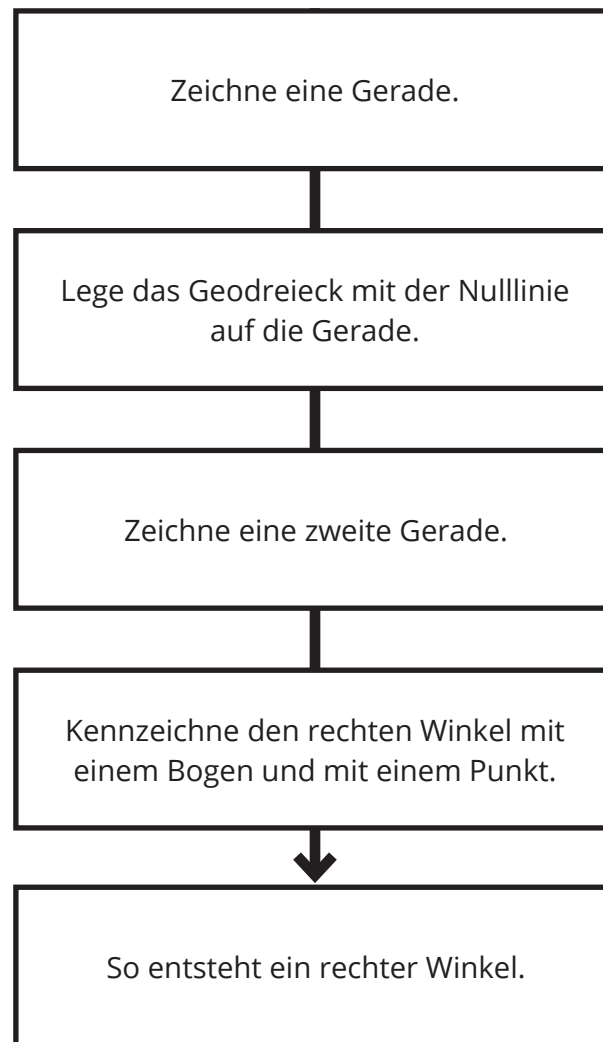 Zeichne eine Gerade.
Lege das Geodreieck mit der Nulllinie
auf die Gerade.
Zeichne eine zweite Gerade.
Kennzeichne den rechten Winkel mit
einem Bogen und mit einem Punkt.
So entsteht ein rechter Winkel.